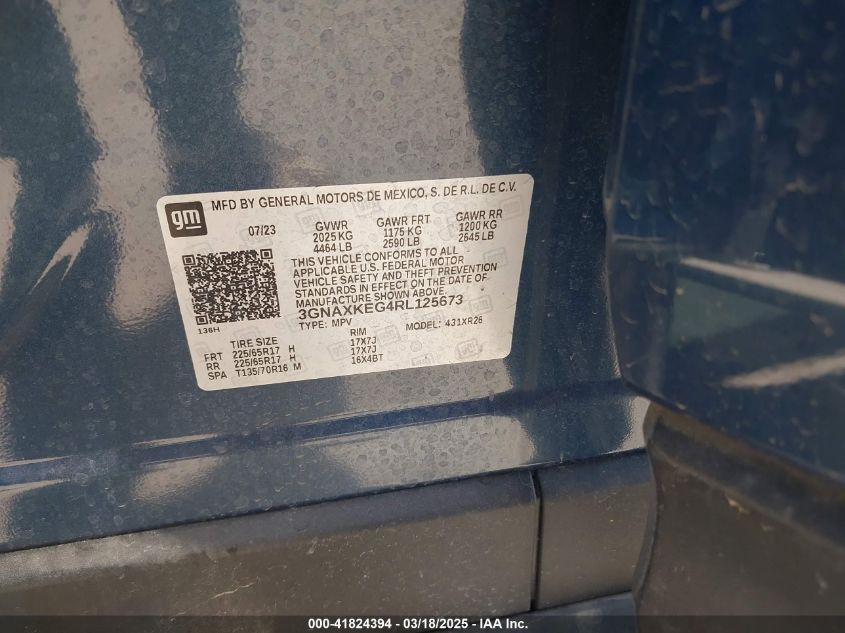 gm
MFD BY GENERAL MOTORS DE MEXICO, S. DE R.L. DE C.V.
07/23 GVWR GAWR FRT GAWR RR
2025 KG 1175 KG 1200 KG
4464 LB 2590 LB 2645 LB
THIS VEHICLE CONFORMS TO ALL
APPLICABLE U.S. FEDERAL MOTOR
VEHICLE SAFETY AND THEFT PREVENTION
STANDARDS IN EFFECT ON THE DATE OF
MANUFACTURE SHOWN ABOVE.
3GNAXKEG4RL125673
136H TYPE: MPV MODEL: 431XR26
TIRE SIZE RIM
FRT 225/65R17 H 17X7J
RR 225/65R17 H 17X7J
SPA T135/70R16 M 16X4BT
000-41824394 — 03/18/2025 — IAA Inc.